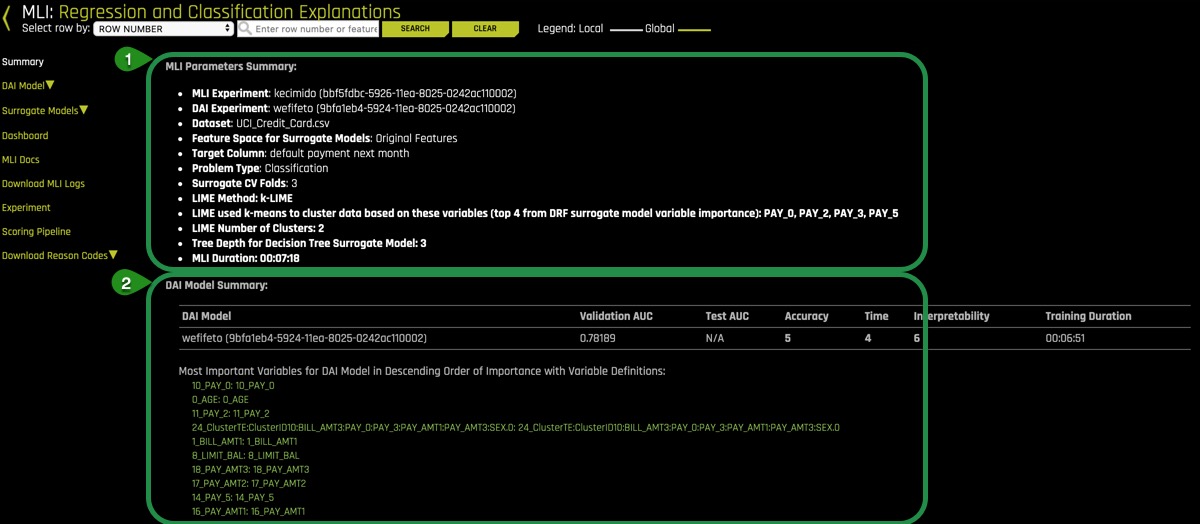 MLI: Regression and Classification Explanations
Select row by: ROW NUMBER Enter row number or feature SEARCH CLEAR Legend: Local Global
Summary
DAI Model
Surrogate Models
Dashboard
MLI Docs
Download MLI Logs
Experiment
Scoring Pipeline
Download Reason Codes
1
MLI Parameters Summary:
MLI Experiment: kecimido (bbf5fdbc-5926-11ea-8025-0242ac110002)
DAI Experiment: wefifeto (9bfa1eb4-5924-11ea-8025-0242ac110002)
Dataset: UCI_Credit_Card.csv
Feature Space for Surrogate Models: Original Features
Target Column: default payment next month
Problem Type: Classification
Surrogate CV Folds: 3
LIME Method: k-LIME
LIME used k-means to cluster data based on these variables (top 4 from DRF surrogate model variable importance): PAY_0, PAY_2, PAY_3, PAY_5
LIME Number of Clusters: 2
Tree Depth for Decision Tree Surrogate Model: 3
MLI Duration: 00:07:18
2
DAI Model Summary:
DAI Model Validation AUC Test AUC Accuracy Time Interpretability Training Duration
wefifeto (9bfa1eb4-5924-11ea-8025-0242ac110002) 0.78189 N/A 5 4 6 00:06:51
Most Important Variables for DAI Model in Descending Order of Importance with Variable Definitions:
10_PAY_0: 10_PAY_0
0_AGE: 0_AGE
11_PAY_2: 11_PAY_2
24_ClusterTE:ClusterID10:BILL_AMT3:PAY_0:PAY_3:PAY_AMT1:PAY_AMT3:SEX.0: 24_ClusterTE:ClusterID10:BILL_AMT3:PAY_0:PAY_3:PAY_AMT1:PAY_AMT3:SEX.0
1_BILL_AMT1: 1_BILL_AMT1
8_LIMIT_BAL: 8_LIMIT_BAL
18_PAY_AMT3: 18_PAY_AMT3
17_PAY_AMT2: 17_PAY_AMT2
14_PAY_5: 14_PAY_5
16_PAY_AMT1: 16_PAY_AMT1